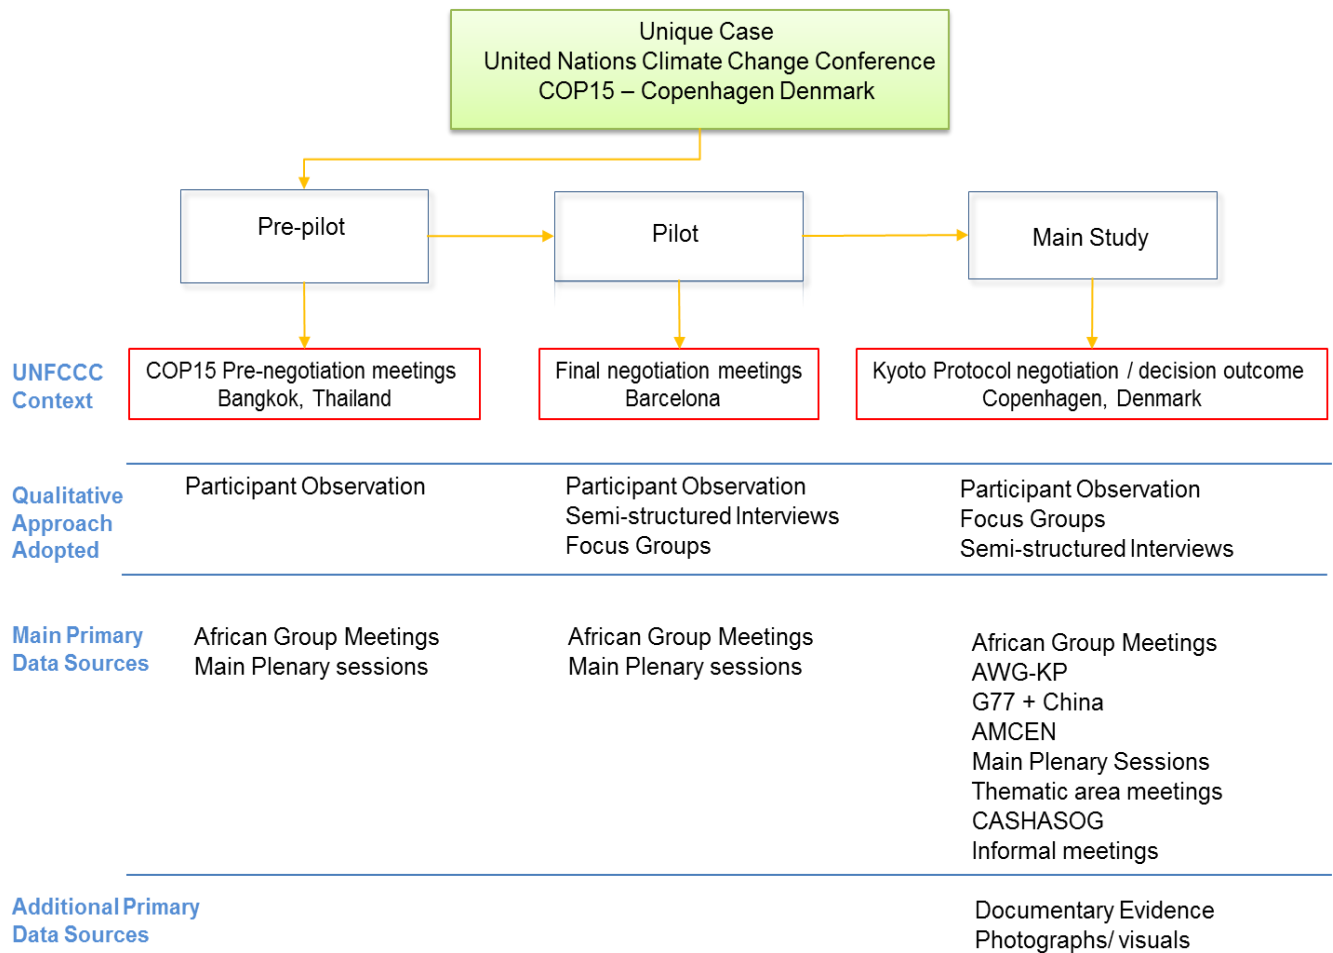 Unique Case
United Nations Climate Change Conference
COP15 – Copenhagen Denmark
Pre-pilot
Pilot
Main Study
UNFCCC
Context
COP15 Pre-negotiation meetings
Bangkok, Thailand
Final negotiation meetings
Barcelona
Kyoto Protocol negotiation / decision outcome
Copenhagen, Denmark
Qualitative
Approach
Adopted
Participant Observation
Participant Observation
Semi-structured Interviews
Focus Groups
Participant Observation
Focus Groups
Semi-structured Interviews
Main Primary
Data Sources
African Group Meetings
Main Plenary sessions
African Group Meetings
Main Plenary sessions
African Group Meetings
AWG-KP
G77 + China
AMCEN
Main Plenary Sessions
Thematic area meetings
CASHASOG
Informal meetings
Additional Primary
Data Sources
Documentary Evidence
Photographs/ visuals